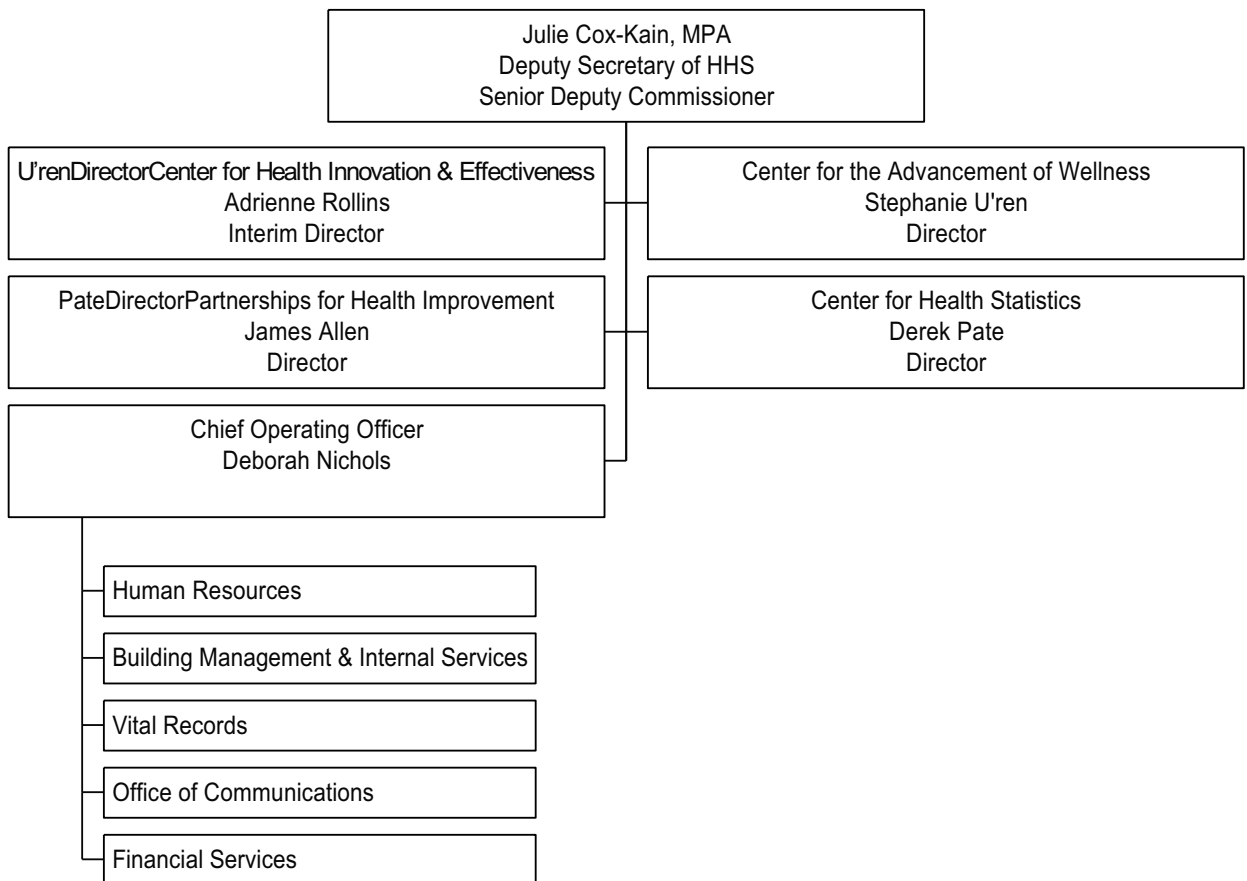 Julie Cox-Kain, MPA
Deputy Secretary of HHS
Senior Deputy Commissioner
U’renDirectorCenter for Health Innovation & Effectiveness
Adrienne Rollins
Interim Director
Center for the Advancement of Wellness
Stephanie U'ren
Director
PateDirectorPartnerships for Health Improvement
James Allen
Director
Center for Health Statistics
Derek Pate
Director
Chief Operating Officer
Deborah Nichols
Human Resources
Building Management & Internal Services
Vital Records
Office of Communications
Financial Services